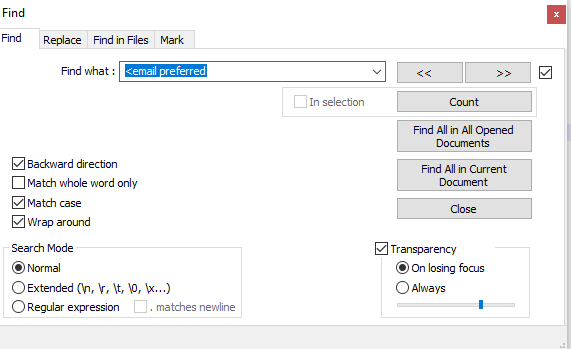 Find
x
Find Replace Find in Files Mark
Find what : <email preferred << >>
In selection Count
Find All in All Opened
Documents
Backward direction
Find All in Current
Document
Match whole word only
Match case
Close
Wrap around
Search Mode
Transparency
Normal
On losing focus
Extended (\n, \r, \t, \0, \x...)
Always
Regular expression . matches newline